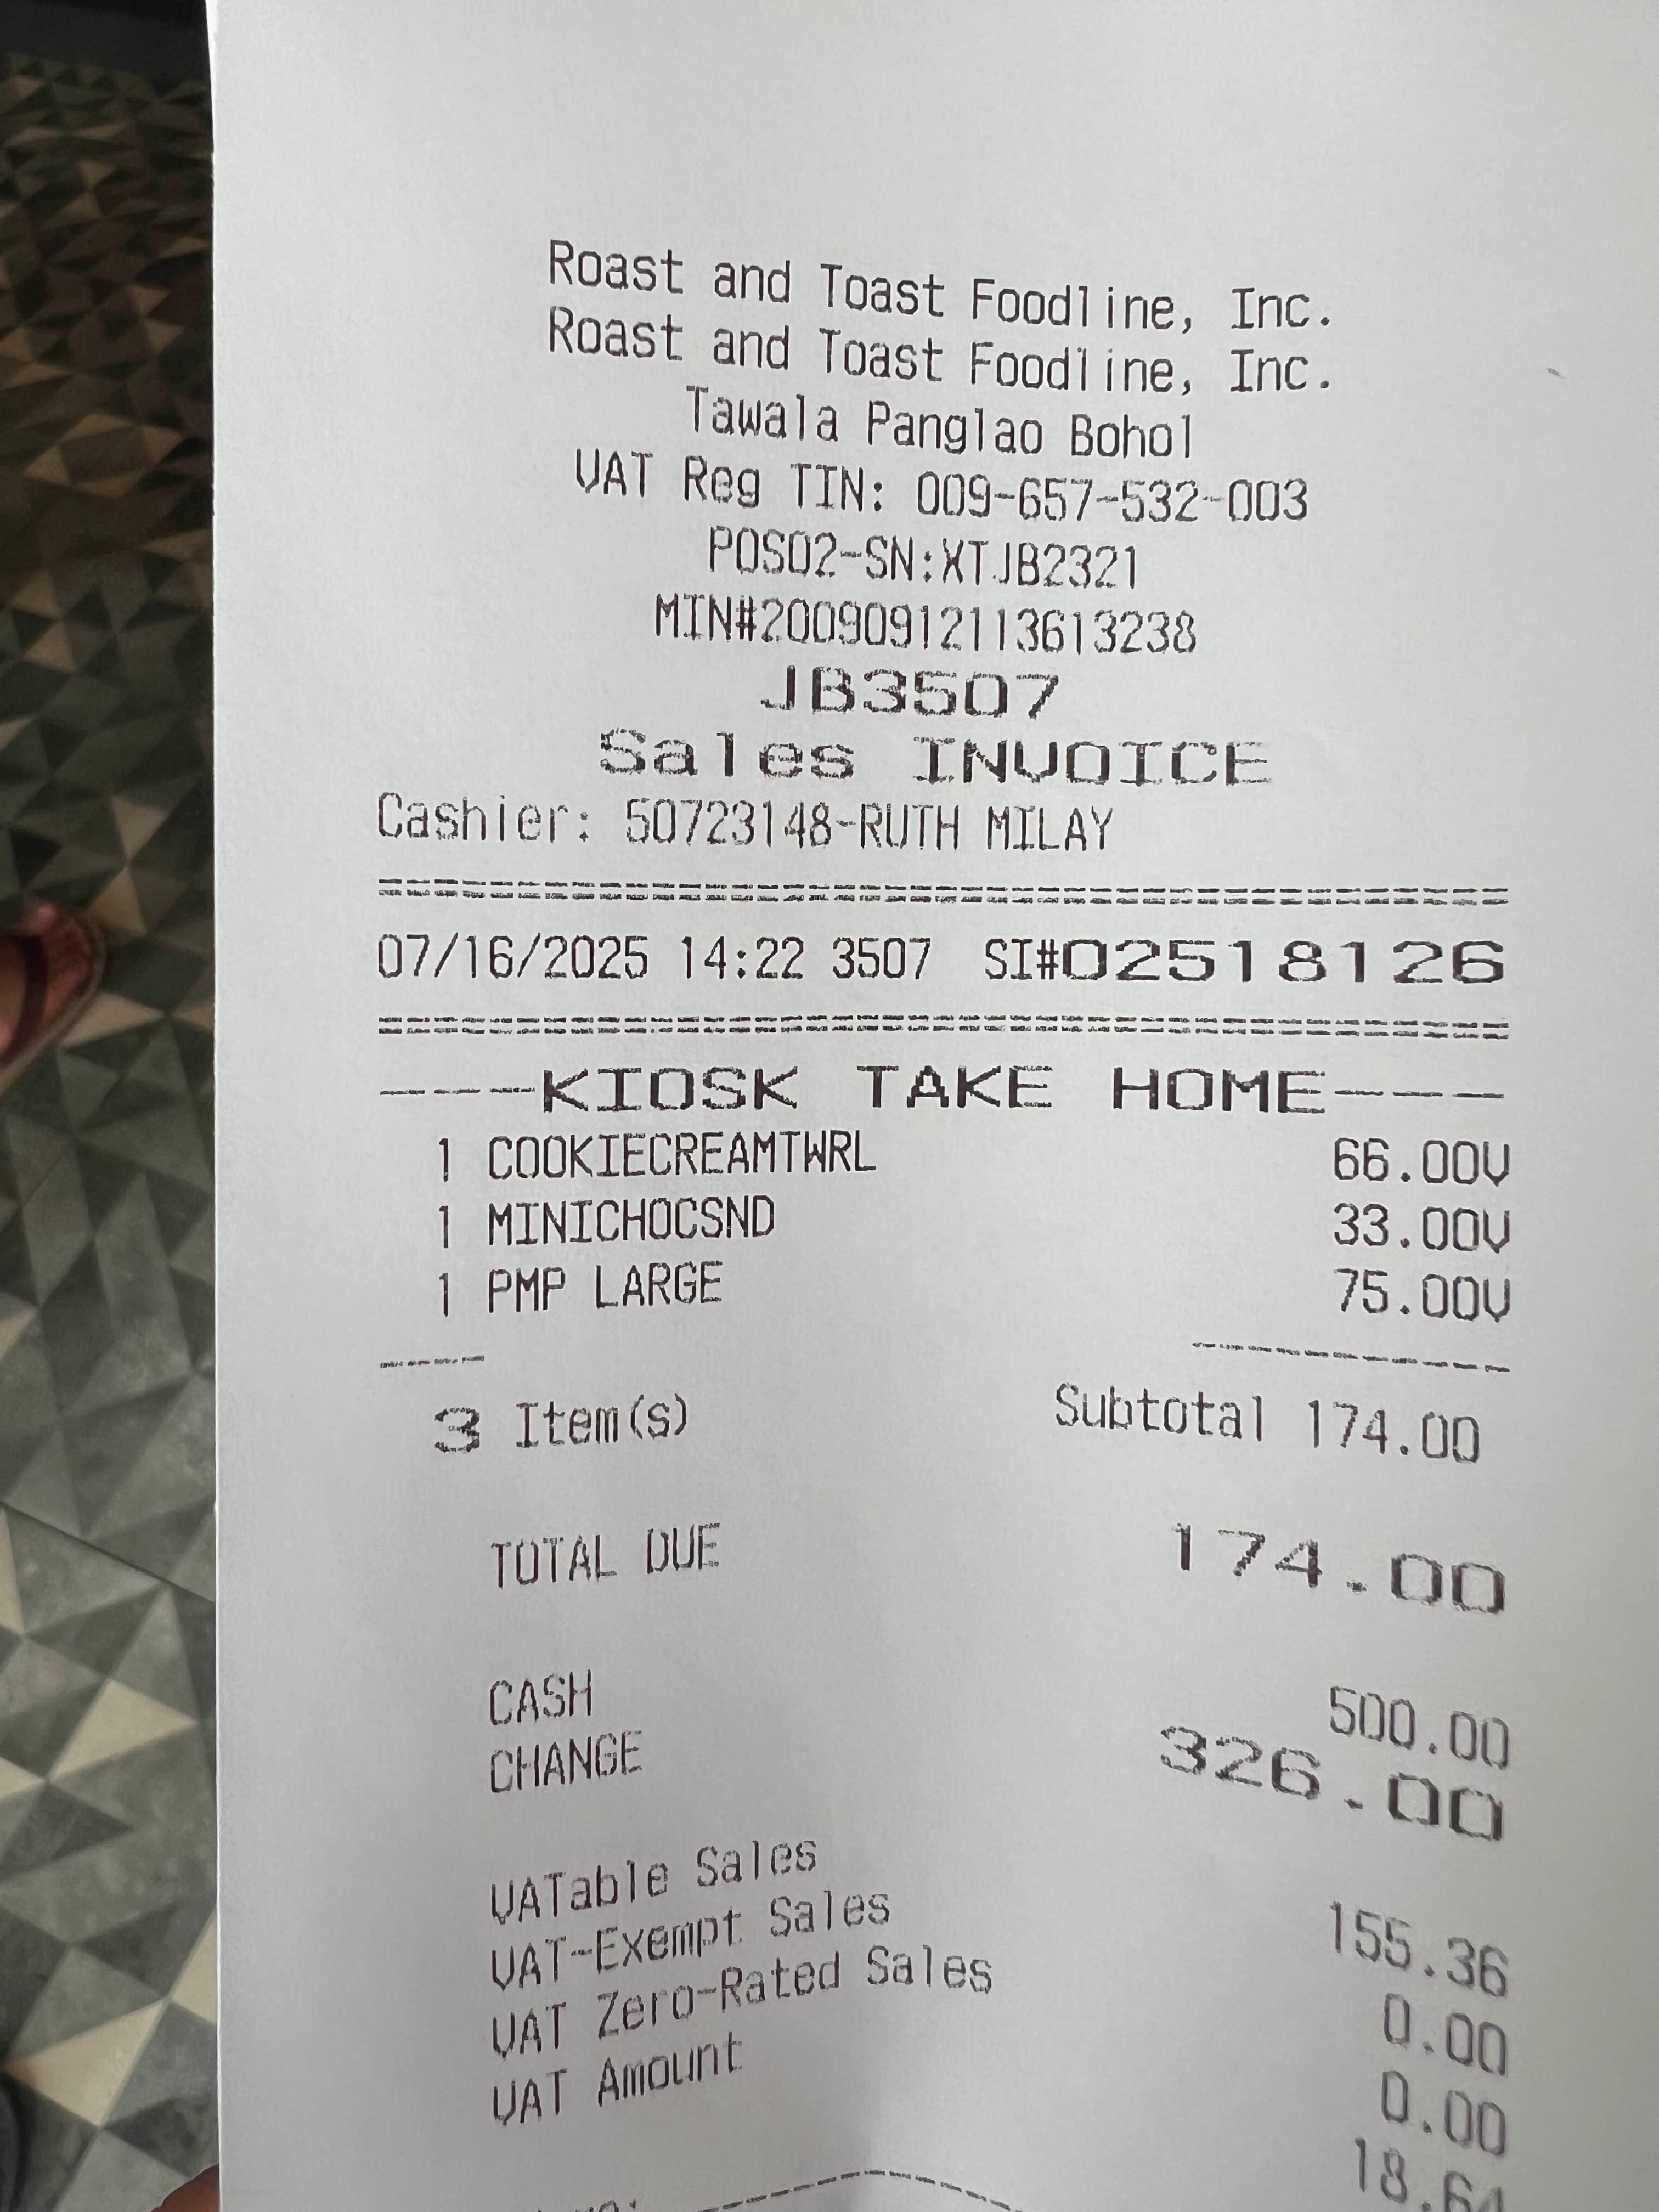 Roast and Toast Foodline, Inc.
Roast and Toast Foodline, Inc.
Tawala Panglao Bohol
VAT Reg TIN: 009-657-532-003
POS02-SN:XTJB2321
MIN#20090912113613238
JB3507
Sales INVOICE
Cashier: 50723148-RUTH MILAY
07/16/2025 14:22 3507 SI#02518126
----KIOSK TAKE HOME----
1 COOKIECREAMTWRL 66.00V
1 MINICHOCSND 33.00V
1 PMP LARGE 75.00V
3 Item(s) Subtotal 174.00
TOTAL DUE 174.00
CASH 500.00
CHANGE 326.00
VATable Sales 155.36
VAT-Exempt Sales 0.00
VAT Zero-Rated Sales 0.00
VAT Amount 18.64